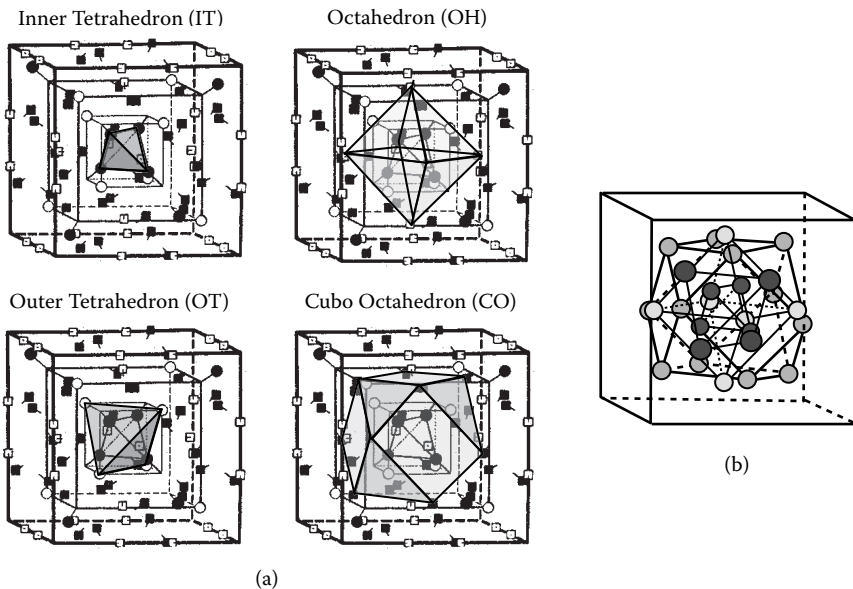 Inner Tetrahedron (IT)
Octahedron (OH)
Outer Tetrahedron (OT)
Cubo Octahedron (CO)
(a)
(b)